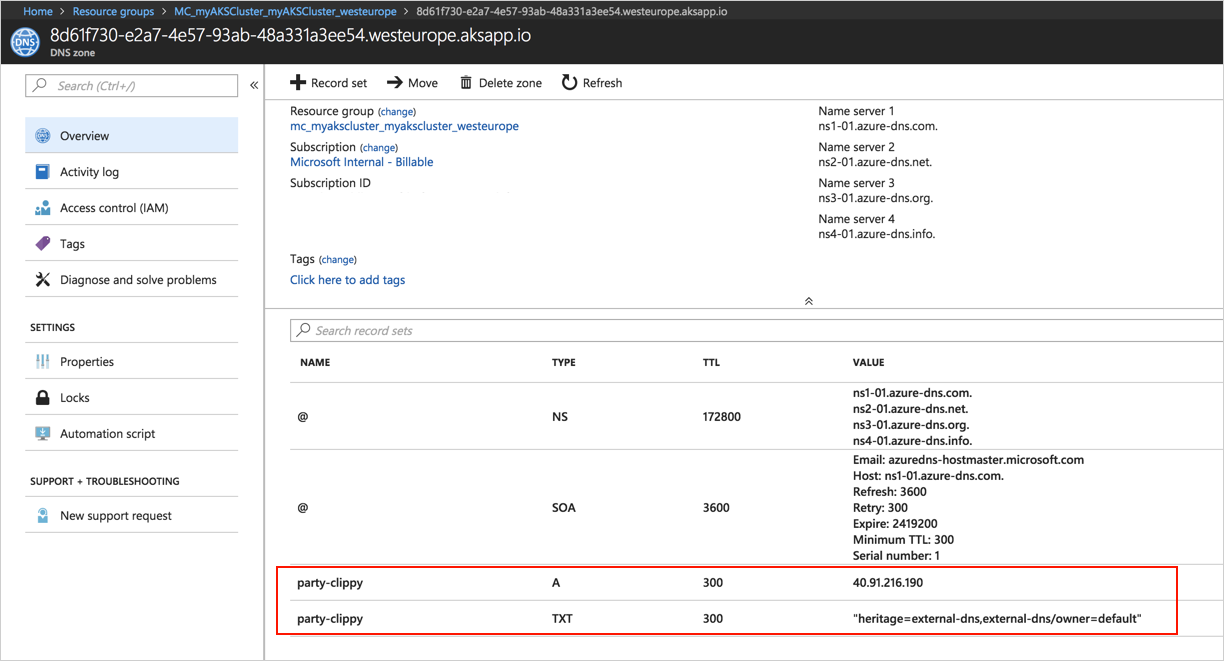 Home > Resource groups > MC_myAKSCluster_myAKSCluster_westeurope > 8d61f730-e2a7-4e57-93ab-48a331a3ee54.westeurope.aksapp.io
DNS
8d61f730-e2a7-4e57-93ab-48a331a3ee54.westeurope.aksapp.io
DNS zone
Search (Ctrl+/)
«
Overview
Activity log
Access control (IAM)
Tags
Diagnose and solve problems
SETTINGS
Properties
Locks
Automation script
SUPPORT + TROUBLESHOOTING
New support request
Record set Move Delete zone Refresh
Resource group (change)
mc_myakscluster_myakscluster_westeurope
Subscription (change)
Microsoft Internal - Billable
Subscription ID
Name server 1
ns1-01.azure-dns.com.
Name server 2
ns2-01.azure-dns.net.
Name server 3
ns3-01.azure-dns.org.
Name server 4
ns4-01.azure-dns.info.
Tags (change)
Click here to add tags
Search record sets
NAME TYPE TTL VALUE
@ NS 172800
ns1-01.azure-dns.com.
ns2-01.azure-dns.net.
ns3-01.azure-dns.org.
ns4-01.azure-dns.info.
@ SOA 3600
Email: azuredns-hostmaster.microsoft.com
Host: ns1-01.azure-dns.com.
Refresh: 3600
Retry: 300
Expire: 2419200
Minimum TTL: 300
Serial number: 1
party-clippy A 300 40.91.216.190
party-clippy TXT 300 "heritage=external-dns,external-dns/owner=default"